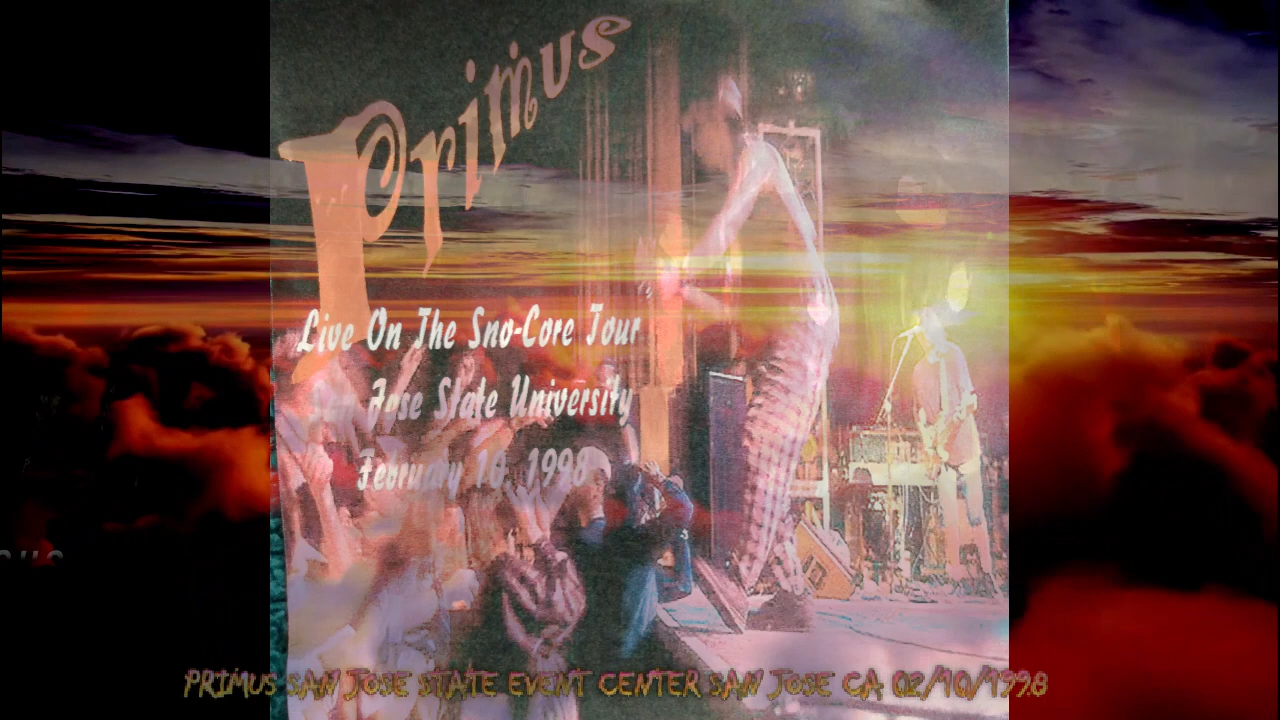 Primus
Live On The Sno-Core Tour
San Jose State University
February 10, 1998
PRIMUS SAN JOSE STATE EVENT CENTER SAN JOSE CA 02/10/1998